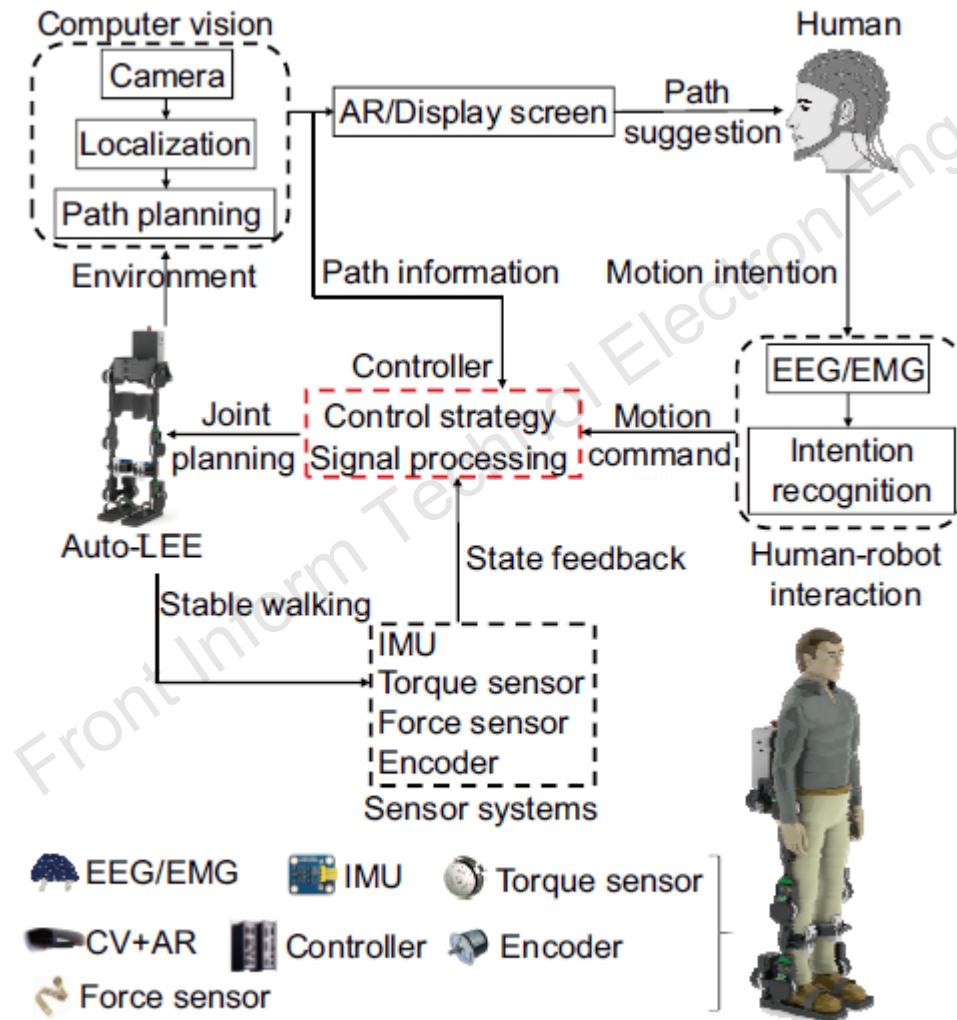 Computer vision
Human
Camera
Localization
Path planning
AR/Display screen
Path
suggestion
Environment
Path information
Motion intention
Controller
Control strategy
Signal processing
Joint
planning
Motion
command
EEG/EMG
Intention
recognition
Human-robot
interaction
Auto-LEE
Stable walking
State feedback
IMU
Torque sensor
Force sensor
Encoder
Sensor systems
EEG/EMG
IMU
Torque sensor
CV+AR
Controller
Encoder
Force sensor
Front Inform Technol Electron Eng